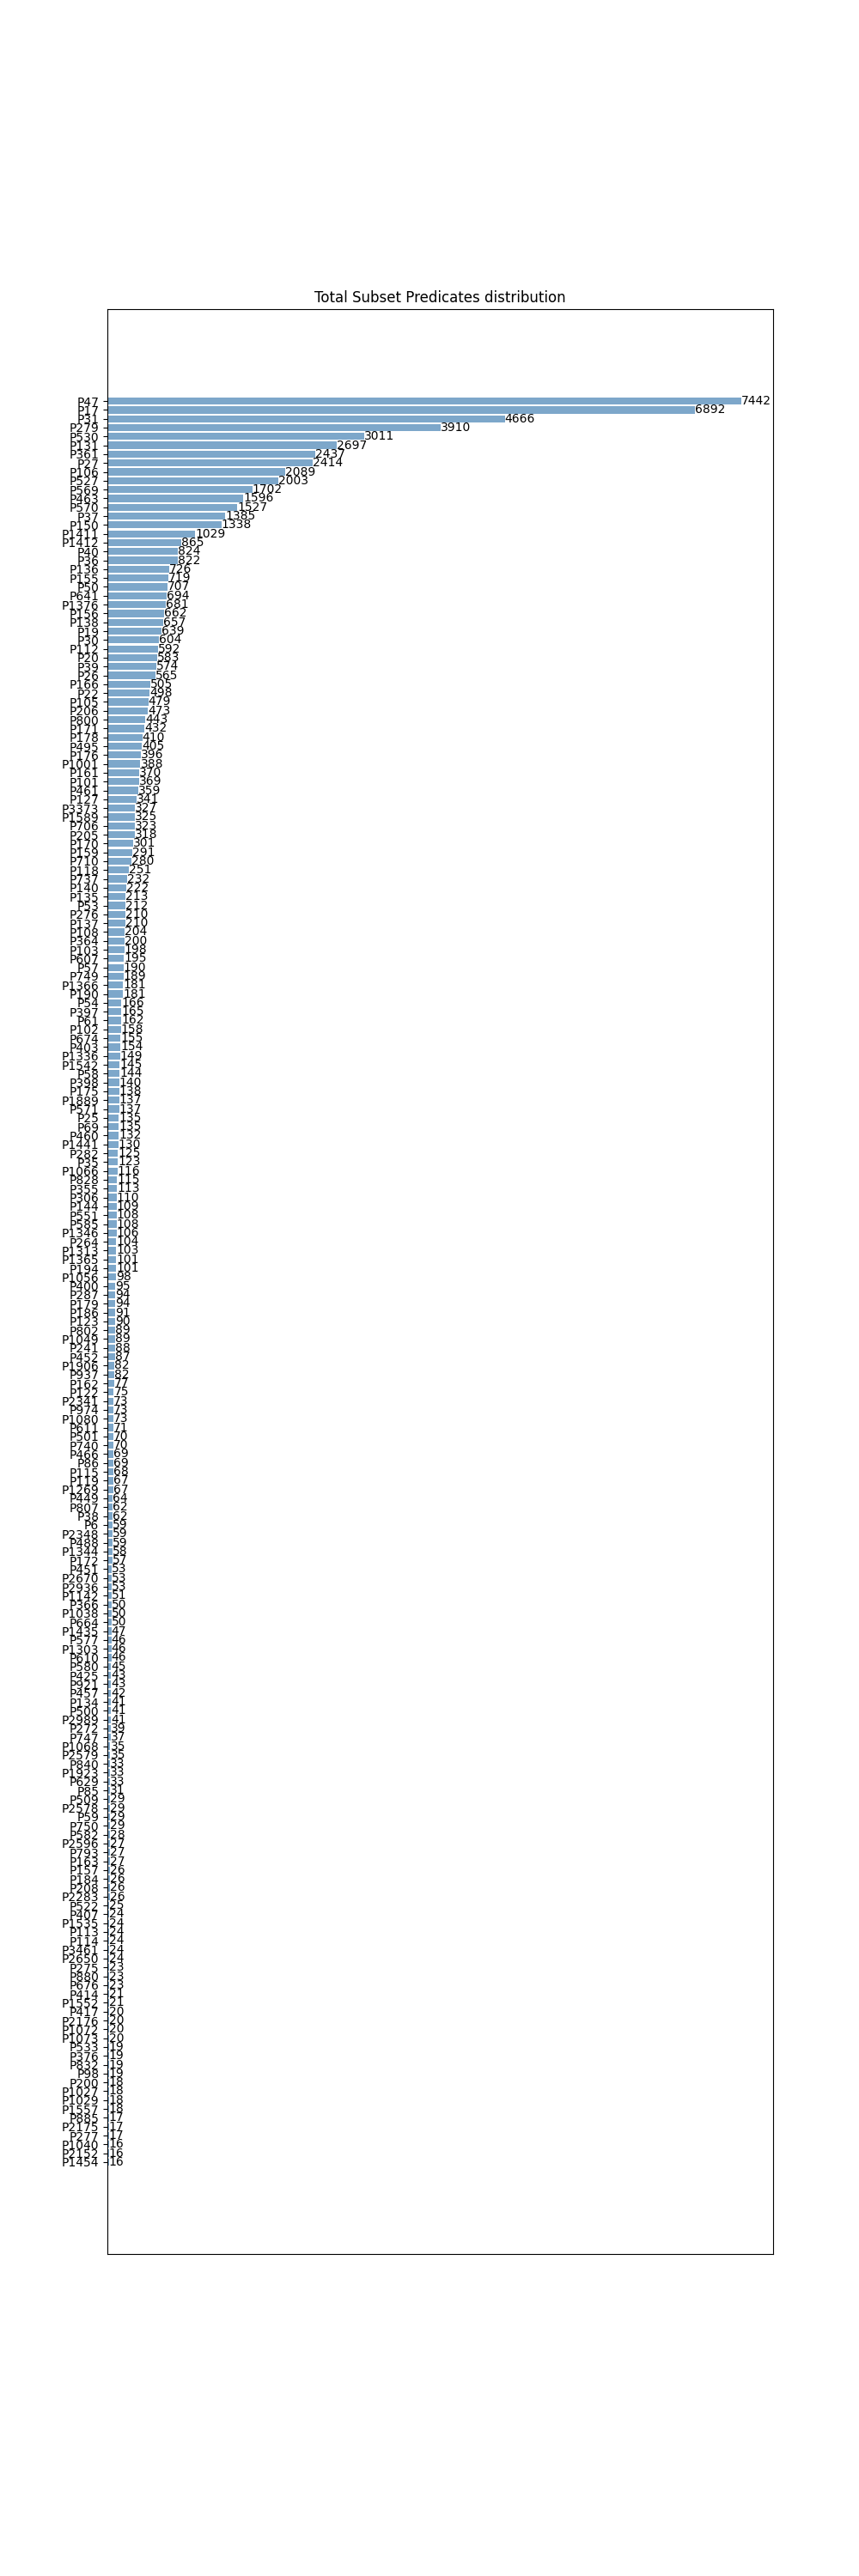 Total Subset Predicates distribution
P47 7442
P17 6892
P31 4666
P279 3910
P530 3011
P131 2697
P361 2437
P27 2414
P106 2089
P527 2003
P569 1702
P463 1596
P570 1527
P37 1385
P150 1338
P1411 1029
P1412 865
P40 824
P36 822
P136 726
P155 719
P50 707
P641 694
P1376 681
P156 662
P138 657
P19 639
P30 604
P112 592
P20 583
P39 574
P26 565
P166 505
P22 498
P105 479
P206 473
P800 443
P171 432
P178 410
P495 405
P176 396
P1001 388
P161 370
P101 369
P461 359
P127 341
P3373 327
P1589 325
P706 323
P205 318
P170 301
P159 291
P710 280
P118 251
P737 232
P140 222
P135 213
P53 212
P276 210
P137 210
P108 204
P364 200
P103 198
P607 195
P57 190
P749 189
P1366 181
P190 181
P54 166
P397 165
P61 162
P102 158
P674 155
P403 154
P1336 149
P1542 145
P58 144
P398 140
P175 138
P1889 137
P571 137
P25 135
P69 135
P460 132
P1441 130
P282 125
P35 123
P1066 116
P828 115
P355 113
P306 110
P144 109
P551 108
P585 108
P1346 106
P264 104
P1313 103
P1365 101
P194 101
P1056 98
P400 95
P287 94
P179 94
P186 91
P123 90
P802 89
P1049 89
P241 88
P452 87
P1906 82
P937 82
P162 77
P122 75
P2341 73
P974 73
P1080 73
P611 71
P501 70
P740 70
P466 69
P86 69
P115 68
P119 67
P1269 67
P449 64
P807 62
P38 62
P6 59
P2348 59
P488 59
P1344 58
P172 57
P451 53
P2670 53
P2936 53
P1142 51
P366 50
P1038 50
P664 50
P1435 47
P577 46
P1303 46
P610 46
P580 45
P425 43
P921 43
P457 42
P134 41
P500 41
P2989 41
P272 39
P747 37
P1068 35
P2579 35
P840 33
P1923 33
P629 33
P85 31
P509 29
P2578 29
P59 29
P750 29
P582 28
P2596 27
P793 27
P163 27
P157 26
P184 26
P208 26
P2283 26
P522 25
P407 24
P1535 24
P113 24
P114 24
P3461 24
P2650 24
P275 23
P880 23
P676 23
P414 21
P1552 21
P417 20
P2176 20
P1072 20
P1073 20
P533 19
P376 19
P832 19
P98 19
P200 18
P1027 18
P1029 18
P1557 18
P885 17
P2175 17
P277 17
P1040 16
P2152 16
P1454 16